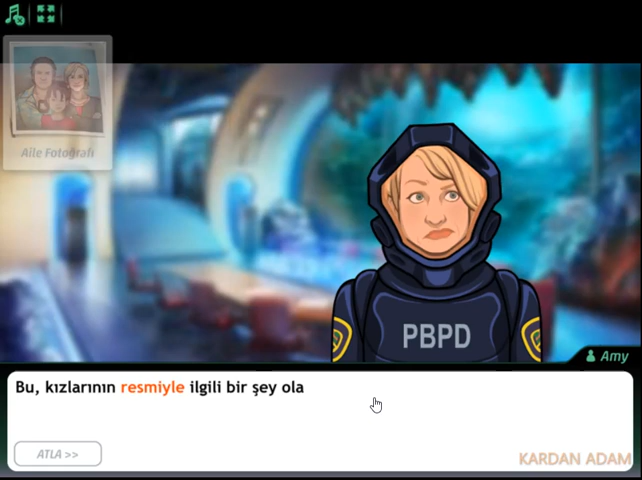 Aile Fotoğrafı
PBPD
Amy
Bu, kızlarının resmiyle ilgili bir şey ola
ATLA >>
KARDAN ADAM